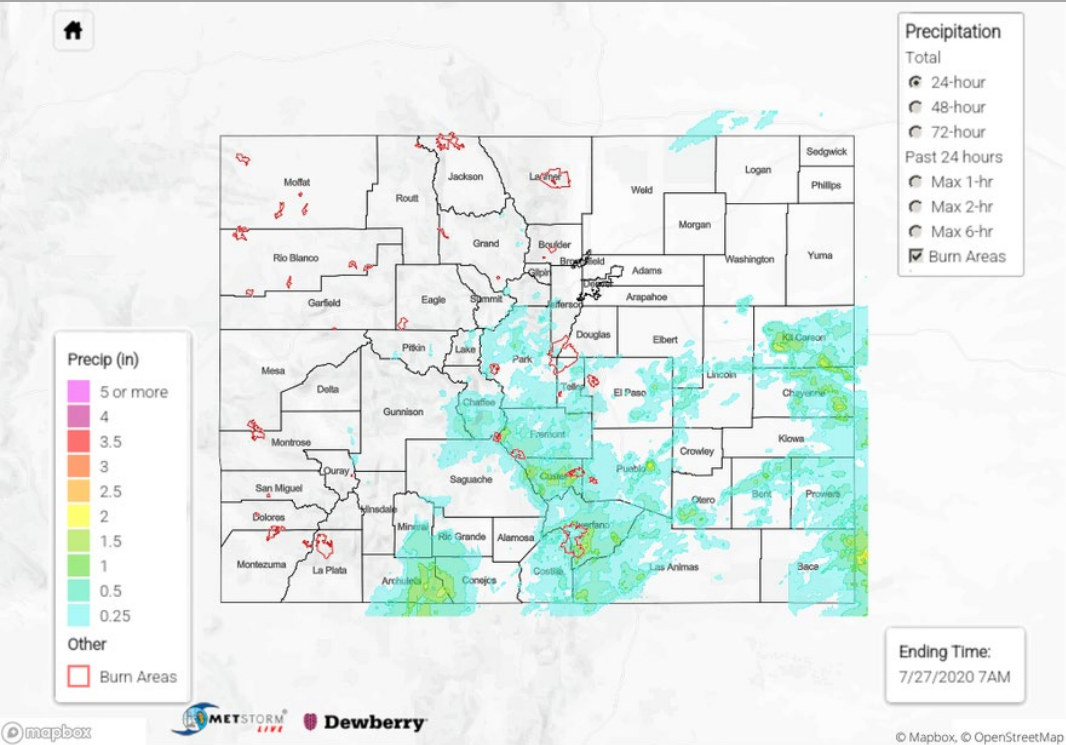 Precipitation
Total
24-hour
48-hour
72-hour
Past 24 hours
Max 1-hr
Max 2-hr
Max 6-hr
Burn Areas
Sedgwick
Logan
Phillips
Moffat
Jackson
Larimer
Weld
Routt
Morgan
Grand
Boulder
Rio Blanco
Broomfield
Washington
Yuma
Gilpin
Adams
Denver
Garfield
Eagle
Summit
Jefferson
Arapahoe
Douglas
Elbert
Kit Carson
Pitkin
Lake
Park
Mesa
Lincoln
Delta
Teller
El Paso
Cheyenne
Gunnison
Chaffee
Fremont
Montrose
Kiowa
Crowley
Ouray
Saguache
Custer
Pueblo
San Miguel
Otero
Bent
Prowers
Hinsdale
Dolores
Mineral
Rio Grande
Alamosa
Huerfano
Montezuma
La Plata
Archuleta
Conejos
Costilla
Las Animas
Baca
Precip (in)
5 or more
4
3.5
3
2.5
2
1.5
1
0.5
0.25
Other
Burn Areas
Ending Time:
7/27/2020 7AM
METSTORM®
LIVE
Dewberry
mapbox
© Mapbox, © OpenStreetMap